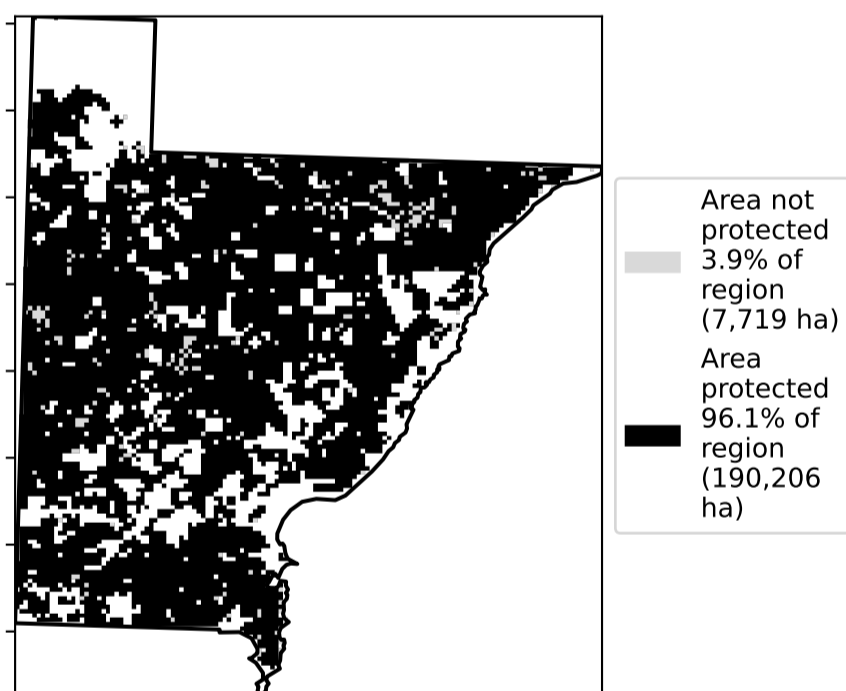 Area not
protected
3.9% of
region
(7,719 ha)
Area
protected
96.1% of
region
(190,206
ha)